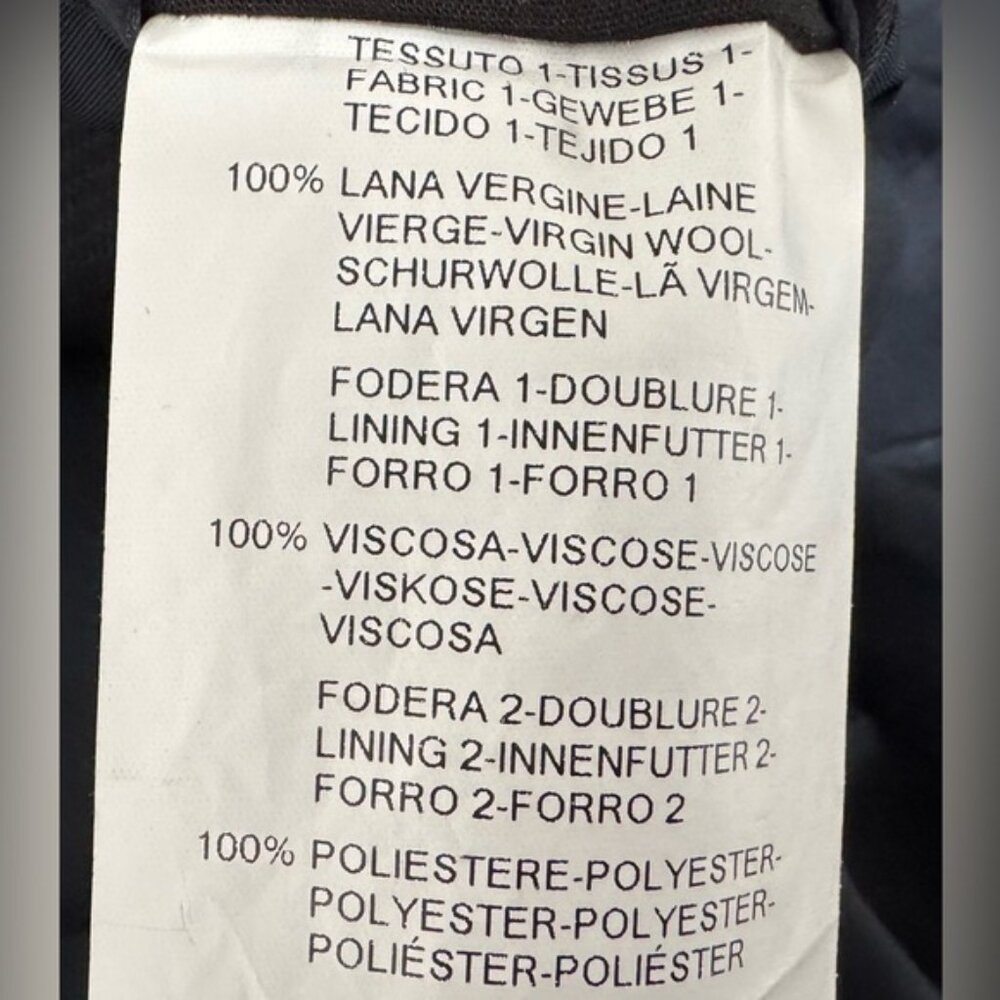 TESSUTO 1-TISSUS 1-
FABRIC 1-GEWEBE 1-
TECIDO 1-TEJIDO 1
100% LANA VERGINE-LAINE
VIERGE-VIRGIN WOOL-
SCHURWOLLE-LÃ VIRGEM-
LANA VIRGEN
FODERA 1-DOUBLURE 1-
LINING 1-INNENFUTTER 1-
FORRO 1-FORRO 1
100% VISCOSA-VISCOSE-VISCOSE
-VISKOSE-VISCOSE-
VISCOSA
FODERA 2-DOUBLURE 2-
LINING 2-INNENFUTTER 2-
FORRO 2-FORRO 2
100% POLIESTERE-POLYESTER-
POLYESTER-POLYESTER-
POLIÉSTER-POLIÉSTER